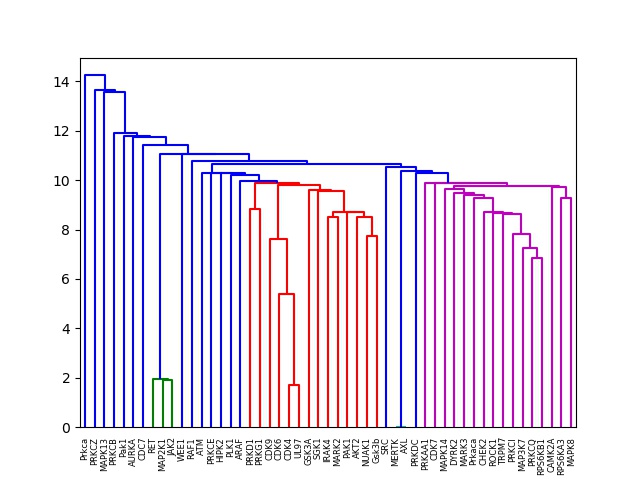 14
12
10
8
6
4
2
0
Prkca
PRKCZ
MAPK13
PRKCB
Pak1
AURKA
CDC7
RET
MAP2K1
JAK2
WEE1
RAF1
ATM
PRKCE
HIPK2
PLK1
ARAF
PRKD1
PRKG1
CDK9
CDK6
CDK4
UL97
GSK3A
SGK1
IRAK4
MARK2
PAK1
AKT2
NUAK1
Gsk3b
SRC
MERTK
AXL
PRKDC
PRKAA1
CDK7
MAPK14
DYRK2
MARK3
Prkaca
CHEK2
ROCK1
TRPM7
PRKCI
MAP3K7
PRKCQ
RPS6KB1
CAMK2A
RPS6KA3
MAPK8